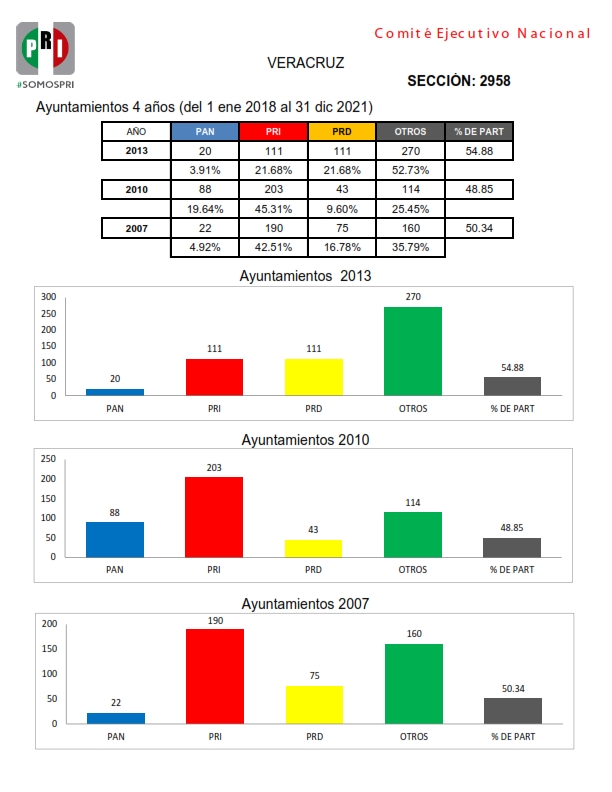 PRI
#SOMOSPRI
Comité Ejecutivo Nacional
VERACRUZ
SECCIÓN: 2958
Ayuntamientos 4 años (del 1 ene 2018 al 31 dic 2021)
AÑO PAN PRI PRD OTROS % DE PART
2013 20 111 111 270 54.88
3.91% 21.68% 21.68% 52.73%
2010 88 203 43 114 48.85
19.64% 45.31% 9.60% 25.45%
2007 22 190 75 160 50.34
4.92% 42.51% 16.78% 35.79%
Ayuntamientos 2013
300
250
200
150
100
50
0
20 111 111 270 54.88
PAN PRI PRD OTROS % DE PART
Ayuntamientos 2010
250
200
150
100
50
0
88 203 43 114 48.85
PAN PRI PRD OTROS % DE PART
Ayuntamientos 2007
200
150
100
50
0
22 190 75 160 50.34
PAN PRI PRD OTROS % DE PART